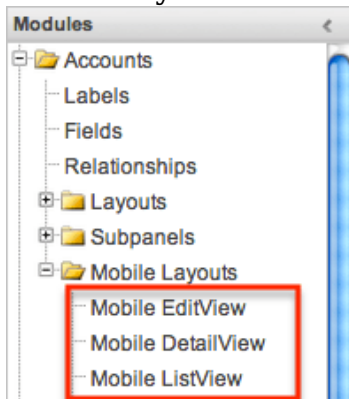 Modules
Accounts
Labels
Fields
Relationships
Layouts
Subpanels
Mobile Layouts
Mobile EditView
Mobile DetailView
Mobile ListView